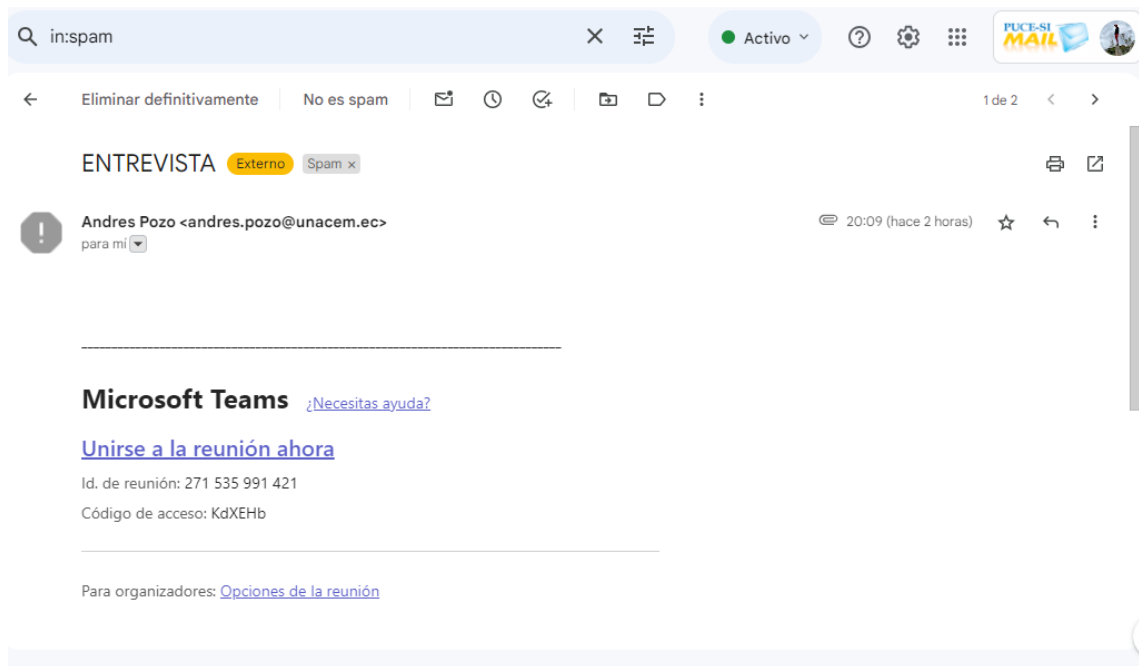 in:spam
Activo
PUCE-SI
MAIL
Eliminar definitivamente No es spam 1 de 2
ENTREVISTA Externo Spam ×
Andres Pozo <andres.pozo@unacem.ec> 20:09 (hace 2 horas)
para mí
Microsoft Teams ¿Necesitas ayuda?
Unirse a la reunión ahora
Id. de reunión: 271 535 991 421
Código de acceso: KdXEHb
Para organizadores: Opciones de la reunión